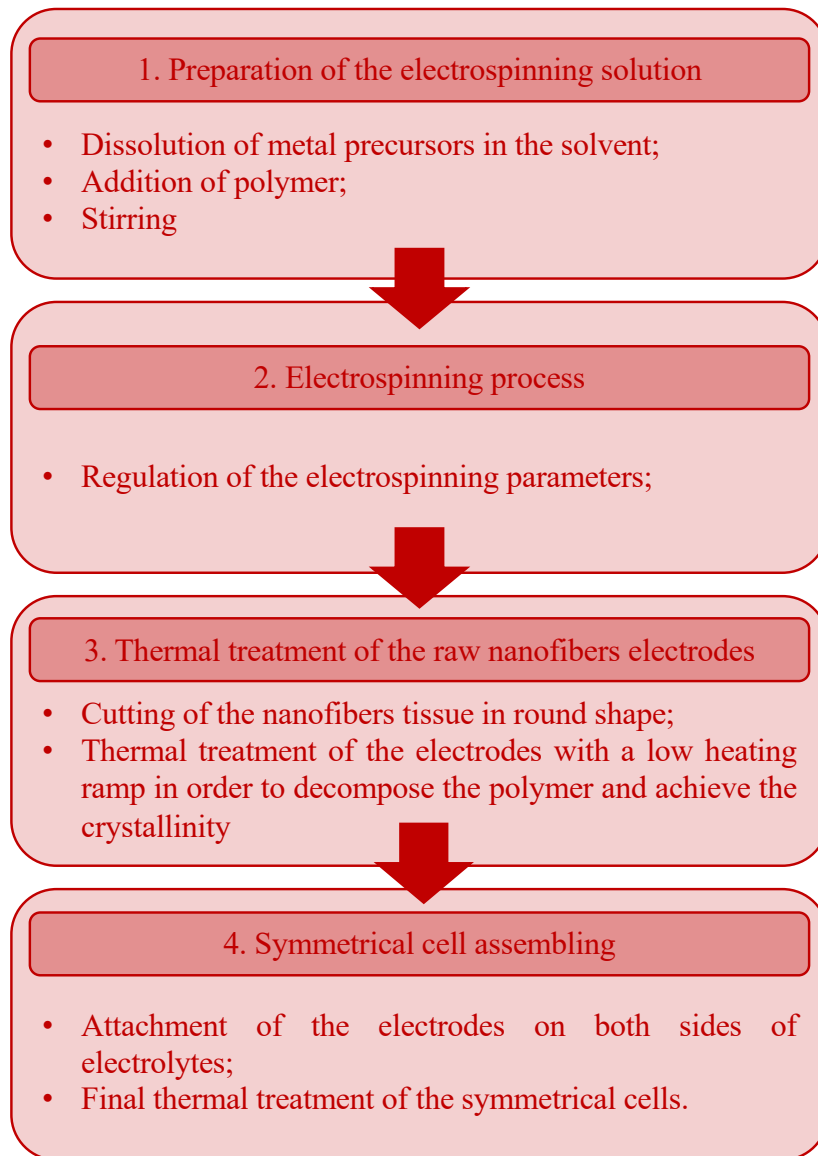 1. Preparation of the electrospinning solution
• Dissolution of metal precursors in the solvent;
• Addition of polymer;
• Stirring
2. Electrospinning process
• Regulation of the electrospinning parameters;
3. Thermal treatment of the raw nanofibers electrodes
• Cutting of the nanofibers tissue in round shape;
• Thermal treatment of the electrodes with a low heating
ramp in order to decompose the polymer and achieve the
crystallinity
4. Symmetrical cell assembling
• Attachment of the electrodes on both sides of
electrolytes;
• Final thermal treatment of the symmetrical cells.